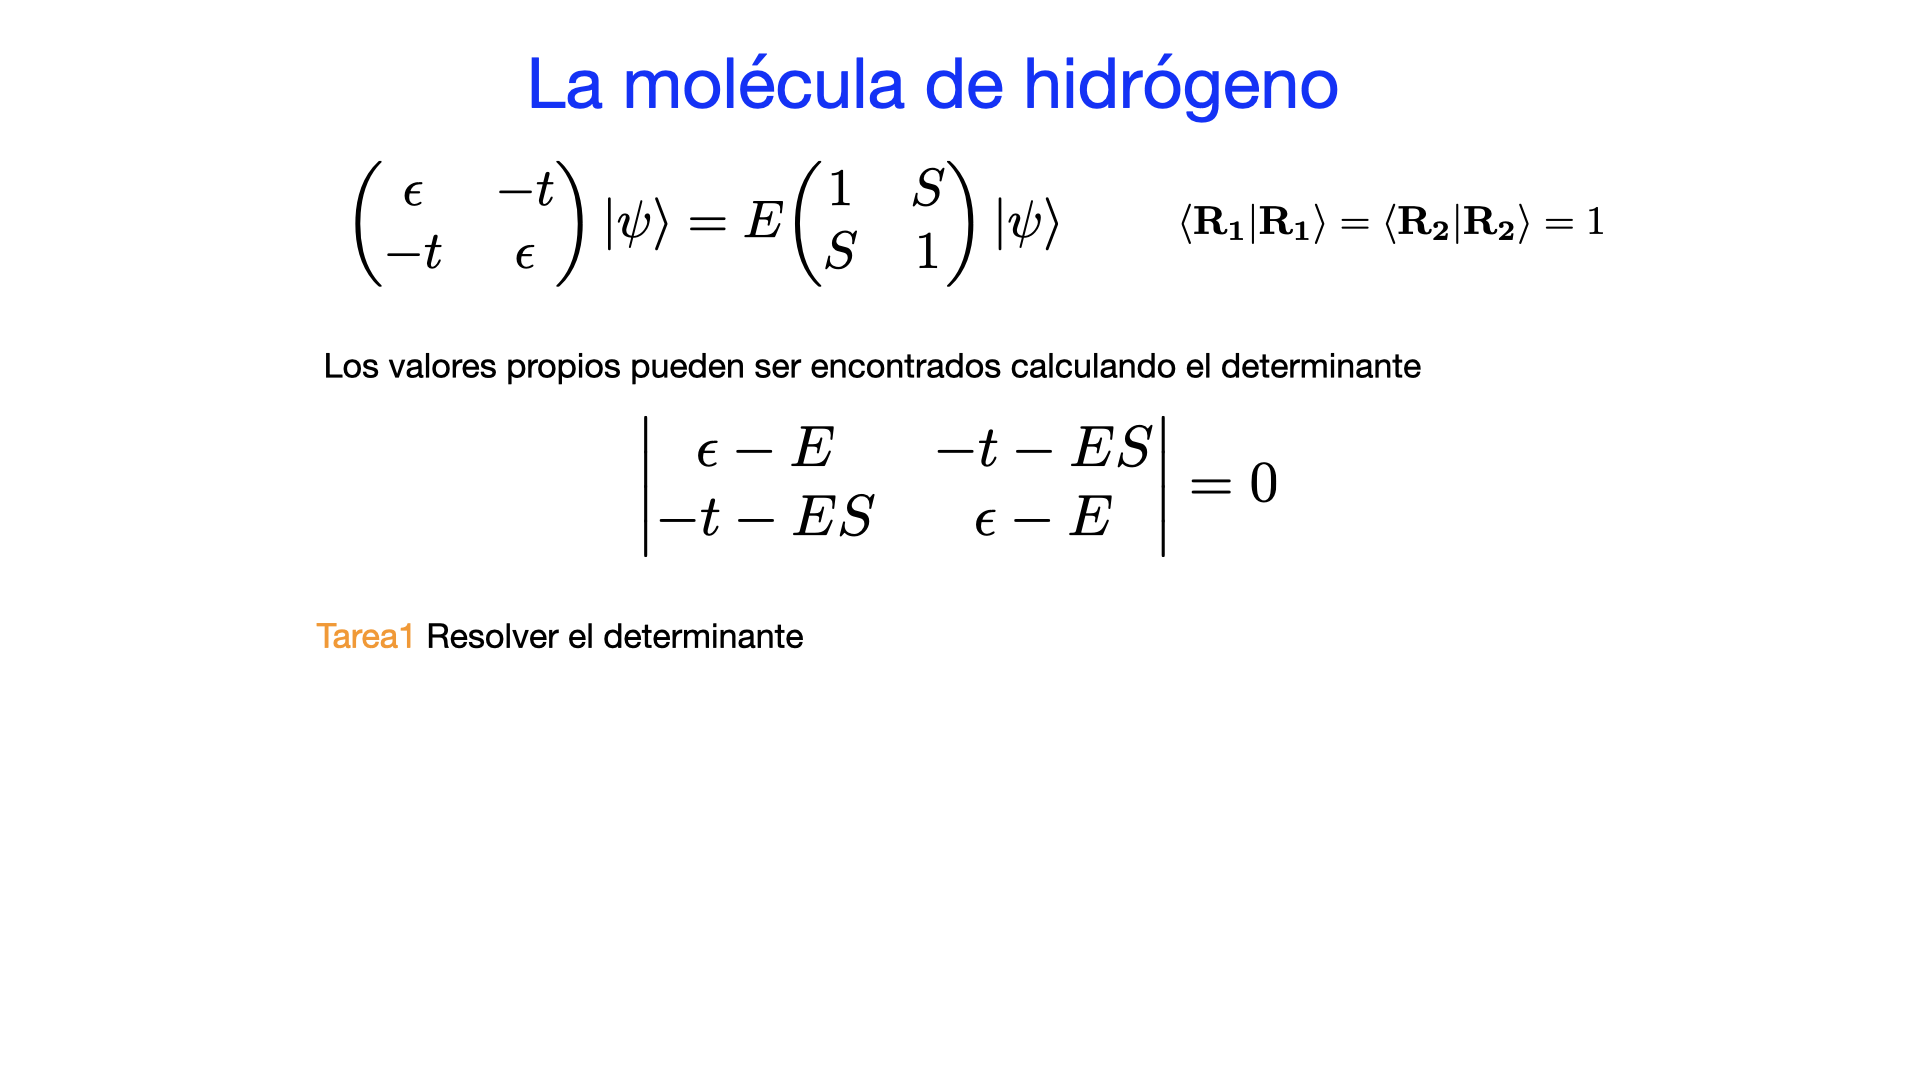 La molécula de hidrógeno
\begin{pmatrix} \epsilon & -t \\ -t & \epsilon \end{pmatrix} |\psi\rangle = E \begin{pmatrix} 1 & S \\ S & 1 \end{pmatrix} |\psi\rangle \quad \langle \mathbf{R_1}|\mathbf{R_1}\rangle = \langle \mathbf{R_2}|\mathbf{R_2}\rangle = 1
Los valores propios pueden ser encontrados calculando el determinante
\begin{vmatrix} \epsilon - E & -t - ES \\ -t - ES & \epsilon - E \end{vmatrix} = 0
Tarea1 Resolver el determinante